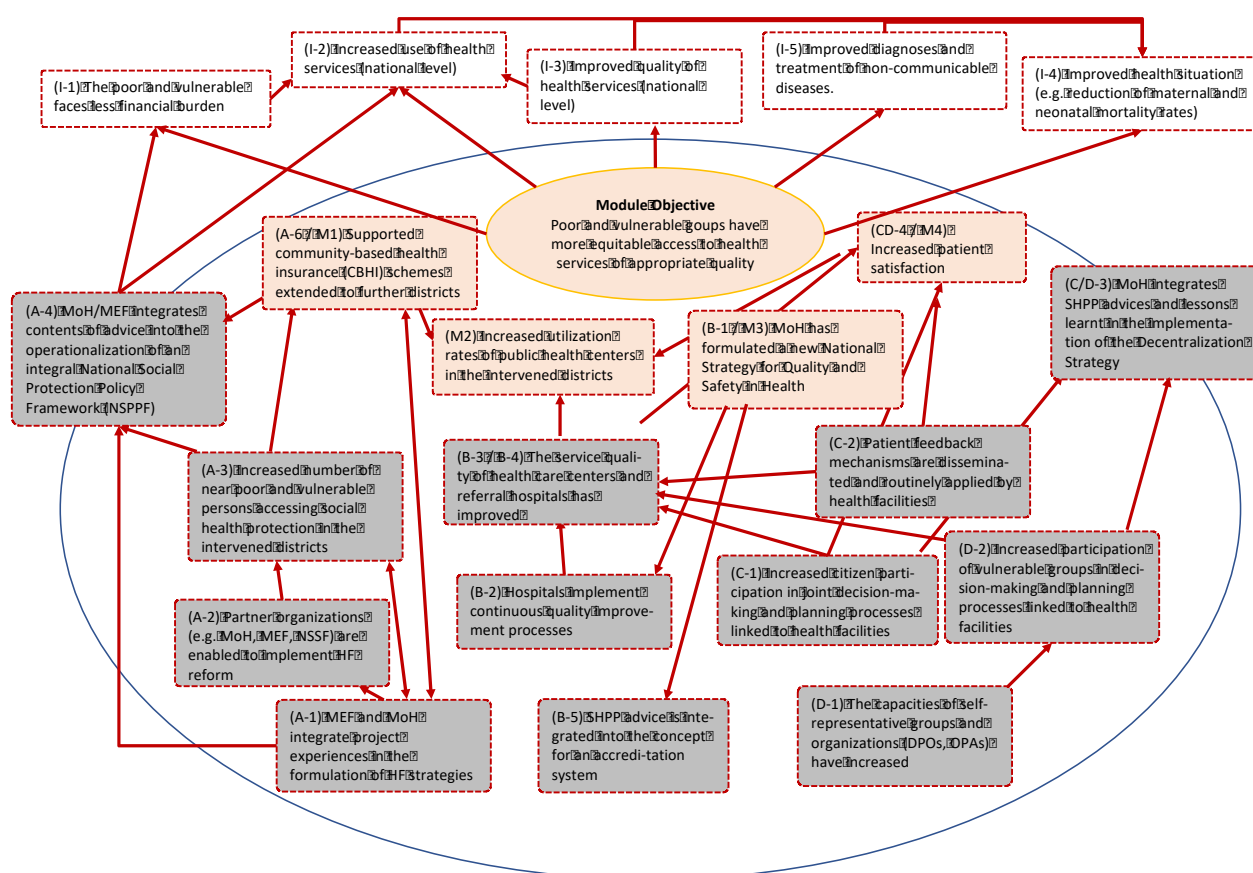 (I-2) Increased use of health
services (national level)
(I-3) Improved quality of
health services (national
level)
(I-5) Improved diagnoses and
treatment of non-communicable
diseases.
(I-1) The poor and vulnerable
faces less financial burden
(I-4) Improved health situation
(e.g. reduction of maternal and
neonatal mortality rates)
Module Objective
Poor and vulnerable goups have
more equitable access to health
services of appropriate quality
(A-6 / M1) Supported
community-based health
insurance (CBHI) schemes
extended to further districts
(CD-4 / M4)
Increased patient
satisfaction
(A-4) MoH/MEF integrates
contents of advice into the
operationalization of an
integral National Social
Protection Policy
Framework (NSPPF)
(M2) Increased utilization
rates of public health centers
in the intervened districts
(B-1 / M3) MoH has
formulated a new National
Strategy for Quality and
Safety in Health
(C/D-3) MoH integrates
SHPP advices and lessons
learnt in the implementa-
tion of the Decentralization
Strategy
(A-3) Increased number of
near poor and vulnerable
persons accessing social
health protection in the
intervened districts
(B-3 / B-4) The service quali-
ty of health care centers and
referral hospitals has
improved
(C-2) Patient feedback
mechanisms are dissemina-
ted and routinely applied by
health facilities
(A-2) Partner organizations
(e.g. MoH, MEF, NSSF) are
enabled to implement HF
reform
(B-2) Hospitals implement
continuous quality improve-
ment processes
(C-1) Increased citizen parti-
cipation in joint decision-ma-
king and planning processes
linked to health facilities
(D-2) Increased participation
of vulnerable groups in deci-
sion-making and planning
processes linked to health
facilities
(A-1) MEF and MoH
integrate project
experiences in the
formulation of HF strategies
(B-5) SHPP advice is inte-
grated into the concept
for an accredi-tation
system
(D-1) The capacities of self-
representative groups and
organizations (DPOs, OPAs)
have increased